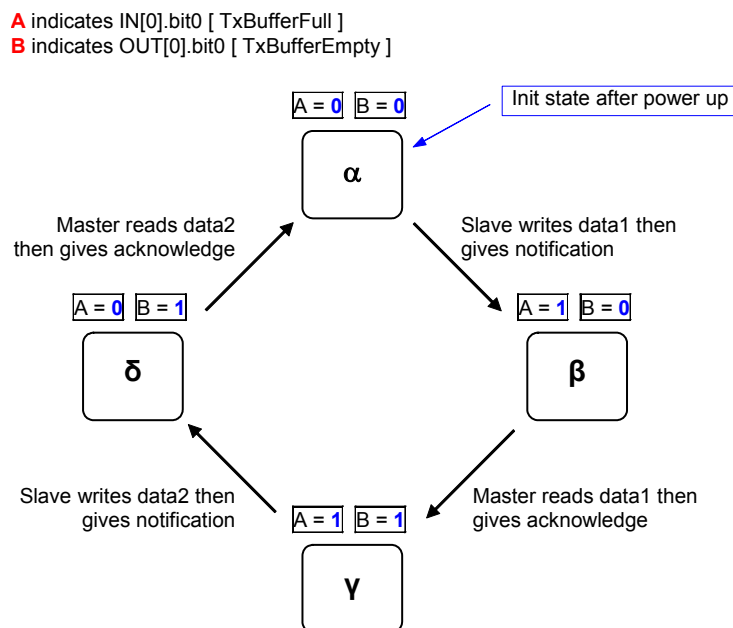 A indicates IN[0].bit0 [ TxBufferFull ]
B indicates OUT[0].bit0 [ TxBufferEmpty ]
Init state after power up
A = 0 B = 0
α
Master reads data2
then gives acknowledge
Slave writes data1 then
gives notification
A = 0 B = 1
δ
A = 1 B = 0
β
Slave writes data2 then
gives notification
Master reads data1 then
gives acknowledge
A = 1 B = 1
γ